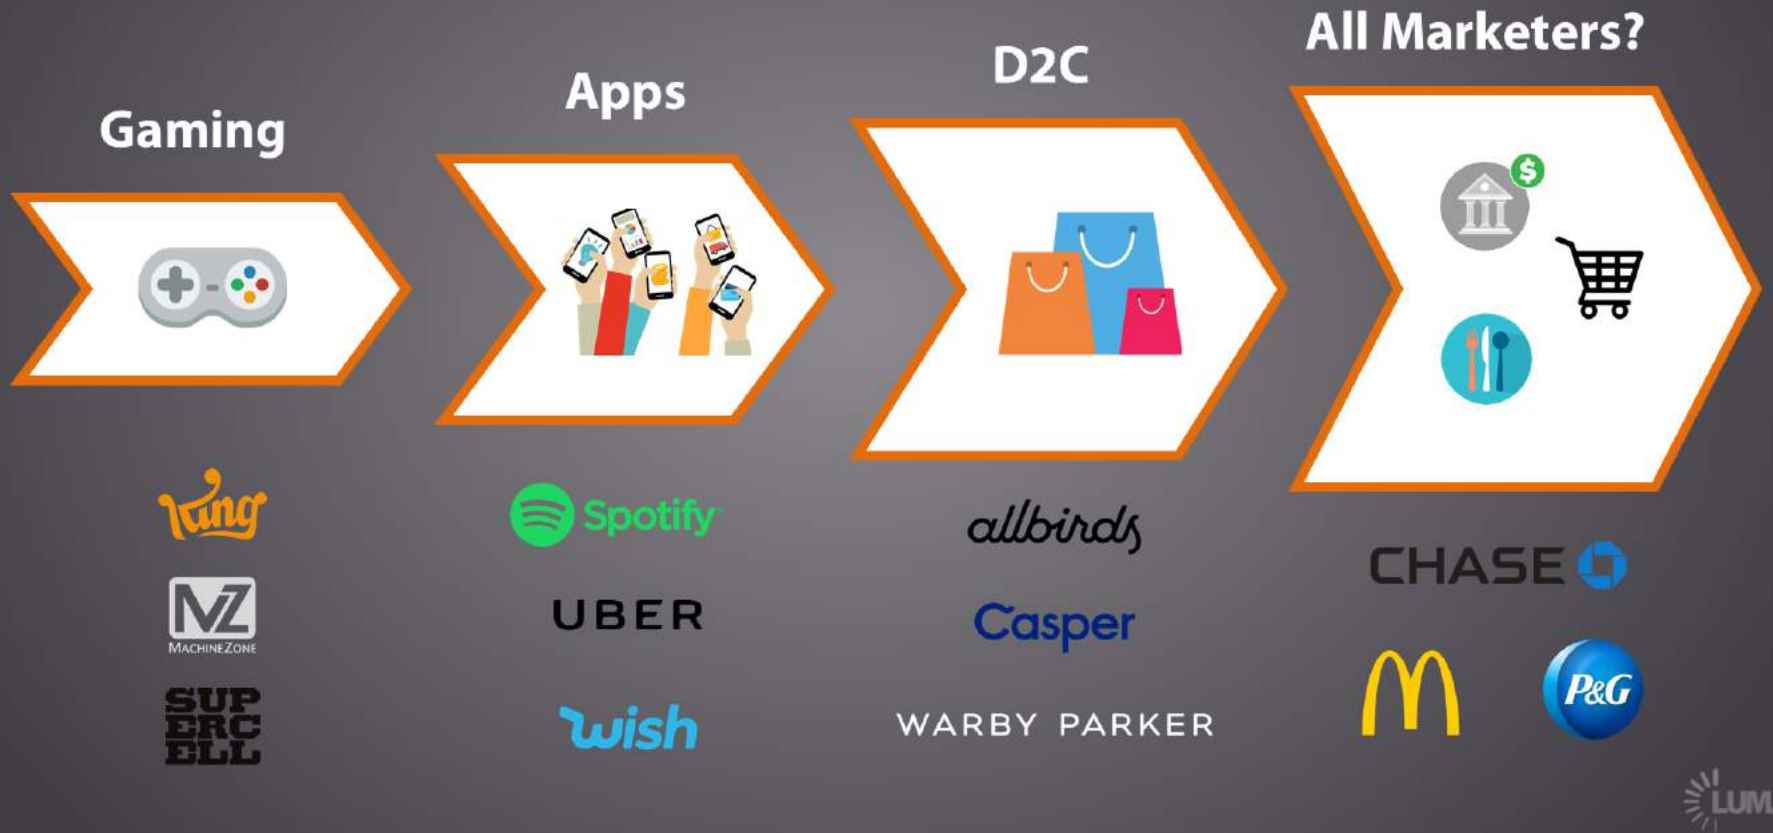 Gaming
Apps
D2C
All Marketers?
$
King
MZ
MACHINEZONE
SUP
ERC
ELL
Spotify
UBER
wish
allbirds
Casper
WARBY PARKER
CHASE
M
P&G
LUM